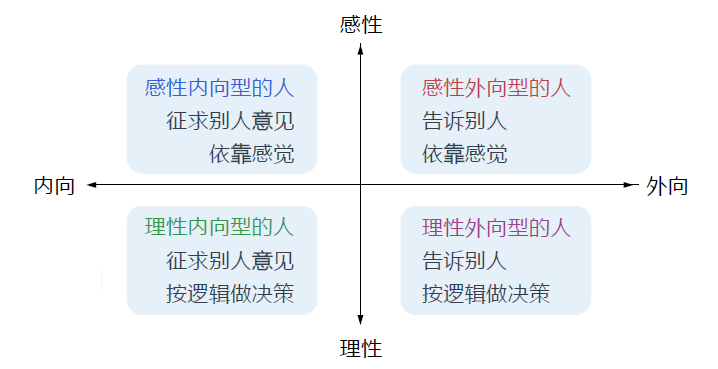 感性
感性内向型的人
征求别人意见
依靠感觉
感性外向型的人
告诉别人
依靠感觉
内向
外向
理性内向型的人
征求别人意见
按逻辑做决策
理性外向型的人
告诉别人
按逻辑做决策
理性